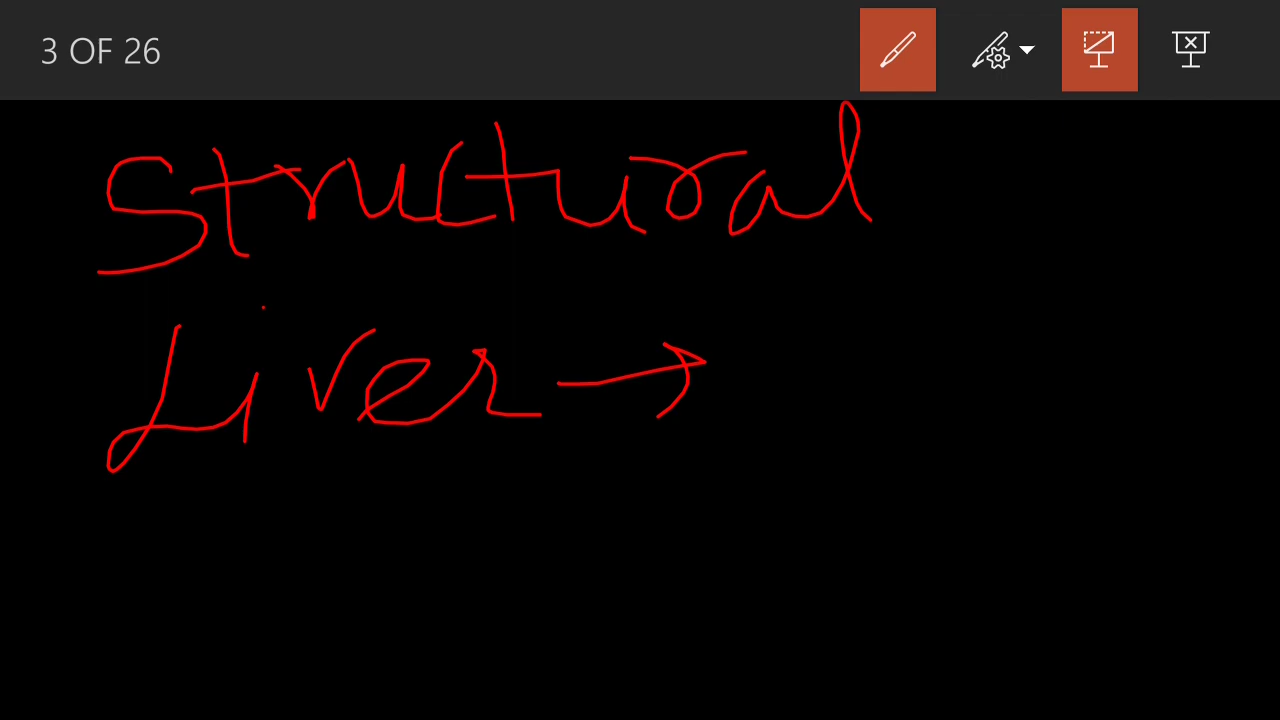 3 OF 26
Structural
Liver →